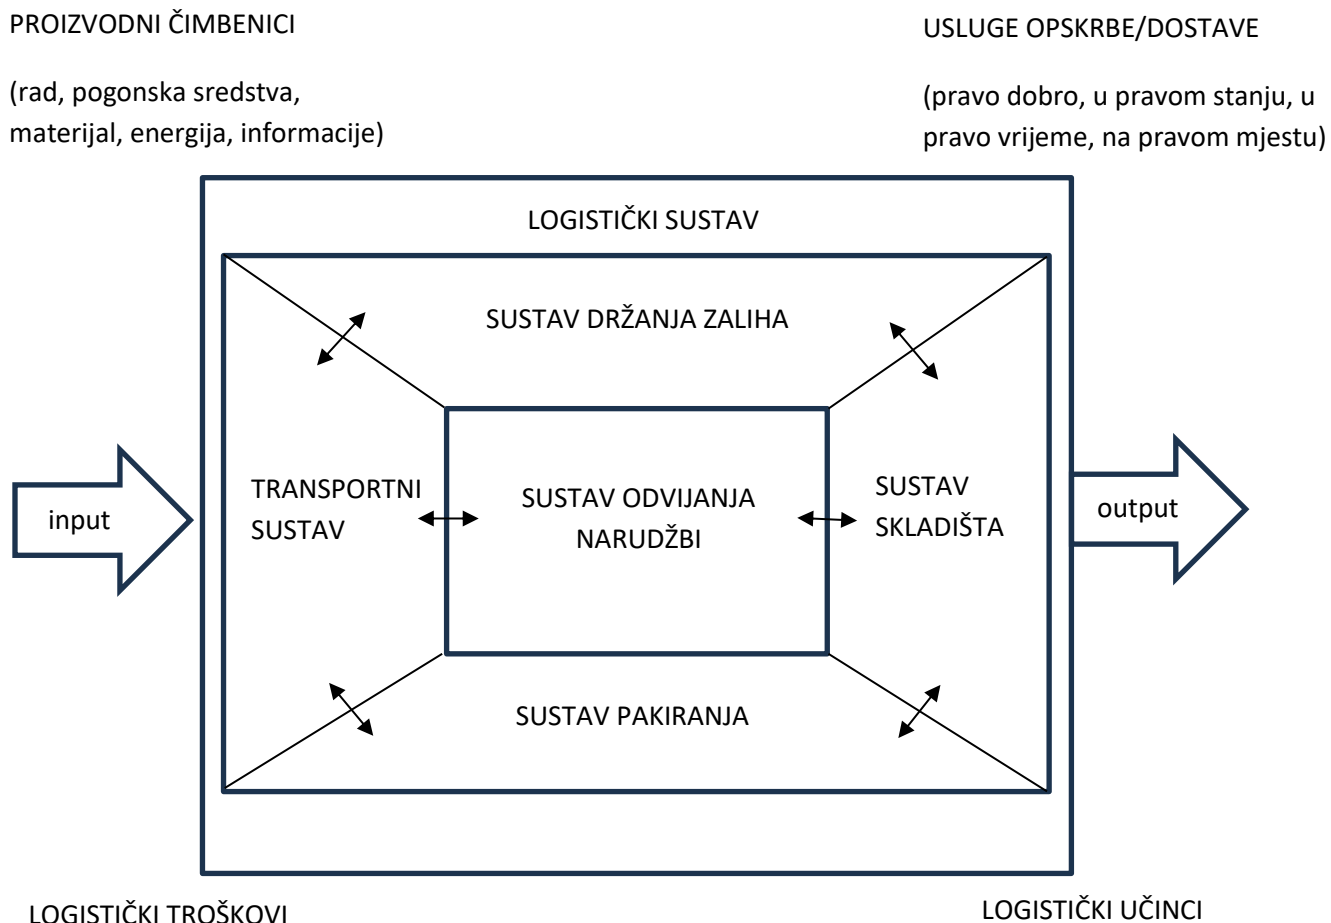 PROIZVODNI ČIMBENICI
(rad, pogonska sredstva,
materijal, energija, informacije)
USLUGE OPSKRBE/DOSTAVE
(pravo dobro, u pravom stanju, u
pravo vrijeme, na pravom mjestu)
LOGISTIČKI SUSTAV
SUSTAV DRŽANJA ZALIHA
input
TRANSPORTNI
SUSTAV
SUSTAV ODVIJANJA
NARUDŽBI
SUSTAV
SKLADIŠTA
output
SUSTAV PAKIRANJA
LOGISTIČKI TROŠKOVI
LOGISTIČKI UČINCI